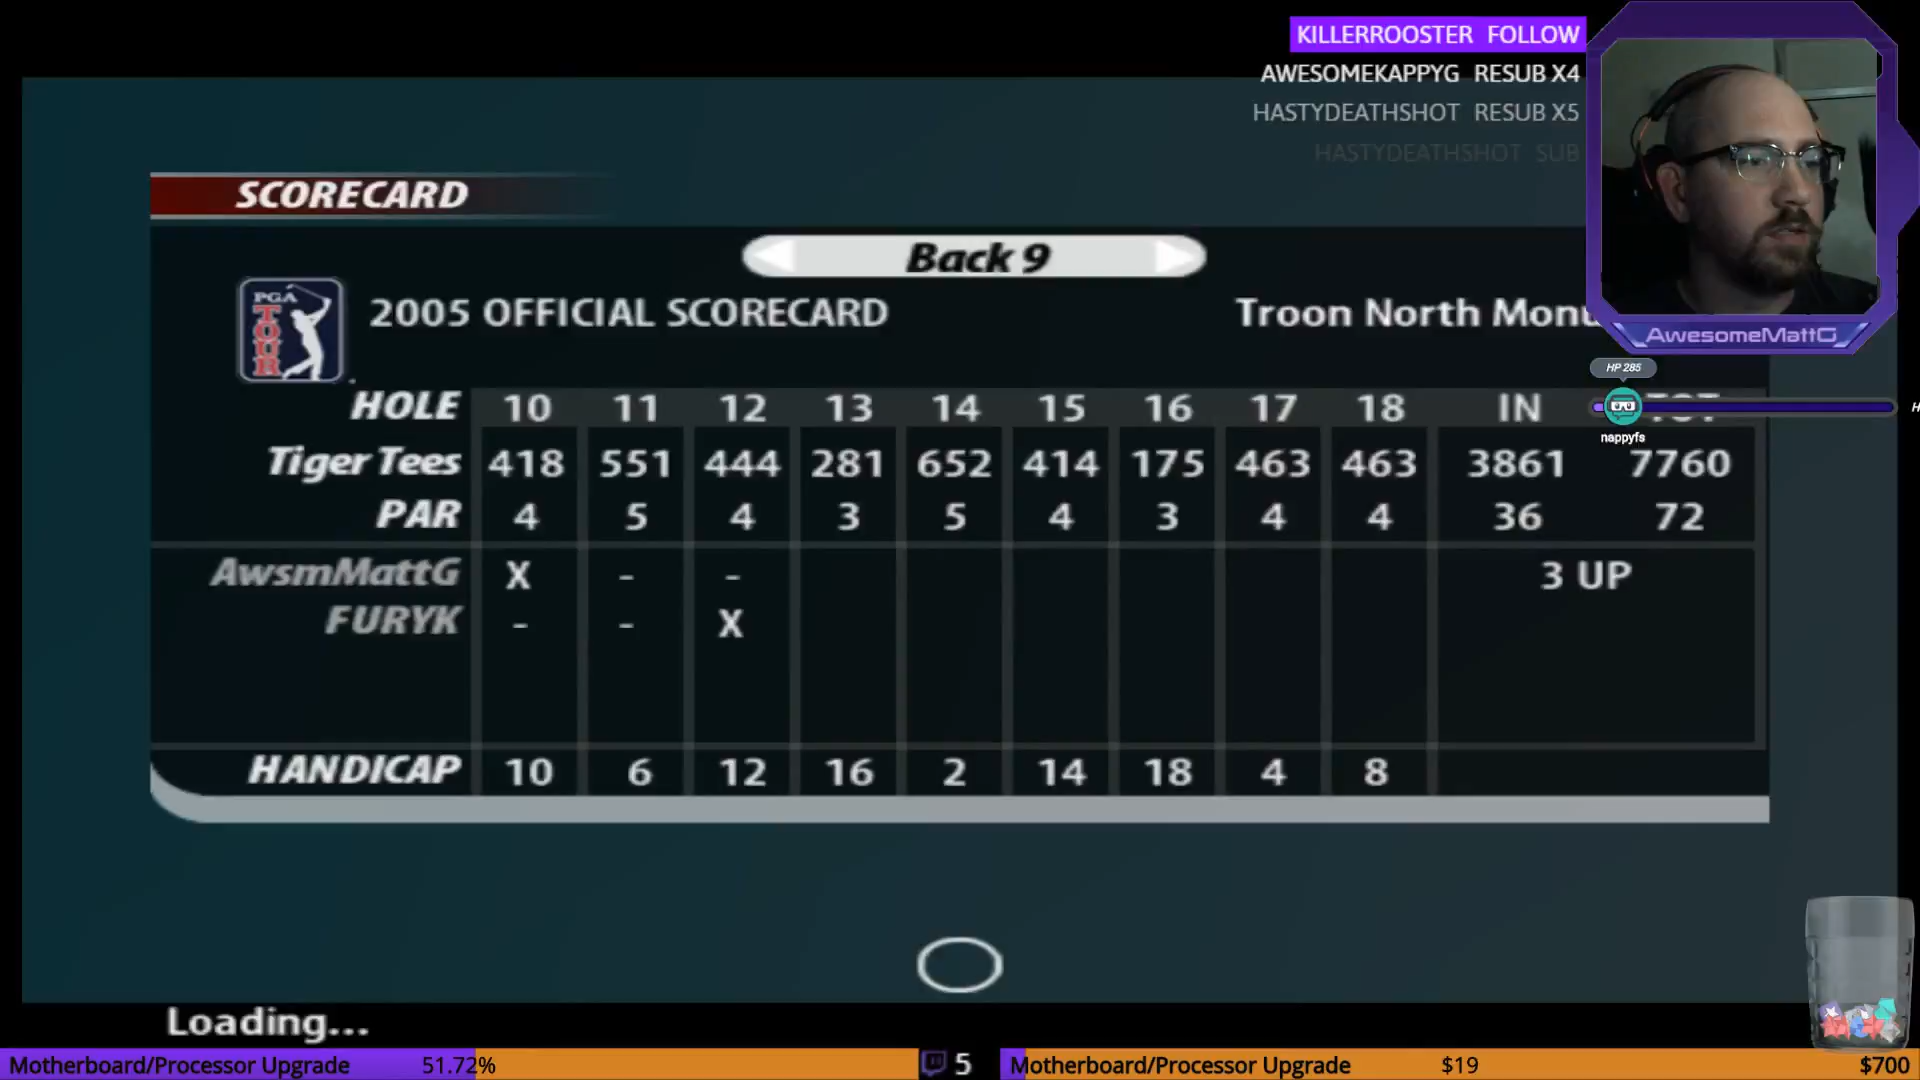 KILLERROOSTER FOLLOW
AWESOMEKAPPYG RESUB X4
HASTYDEATHSHOT RESUB X5
HASTYDEATHSHOT SUB
SCORECARD
Back 9
PGA TOUR
2005 OFFICIAL SCORECARD
Troon North Monu
AwesomeMattG
HP 285
nappyfs
HOLE 10 11 12 13 14 15 16 17 18 IN
Tiger Tees 418 551 444 281 652 414 175 463 463 3861 7760
PAR 4 5 4 3 5 4 3 4 4 36 72
AwsmMattG X - - 3 UP
FURYK - - X
HANDICAP 10 6 12 16 2 14 18 4 8
Loading...
Motherboard/Processor Upgrade 51.72% 5 Motherboard/Processor Upgrade $19 $700